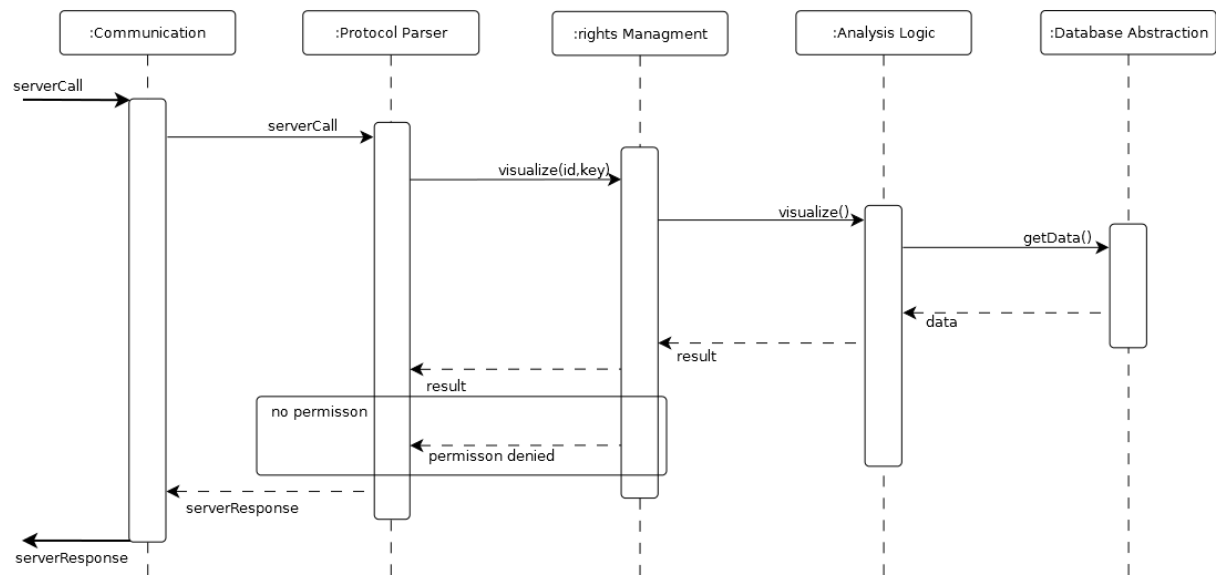 :Communication
:Protocol Parser
:rights Managment
:Analysis Logic
:Database Abstraction
serverCall
serverCall
visualize(id,key)
visualize()
getData()
data
result
result
no permisson
permisson denied
serverResponse
serverResponse